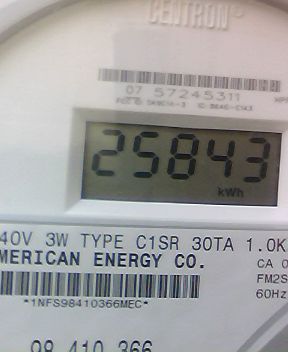 CENTRON®
07 57245311
25843
kWh
40V 3W TYPE C1SR 30TA 1.0K
MERICAN ENERGY CO.
CA 0
FM2S
60Hz
*1NFS98410366MEC*
98 410 366